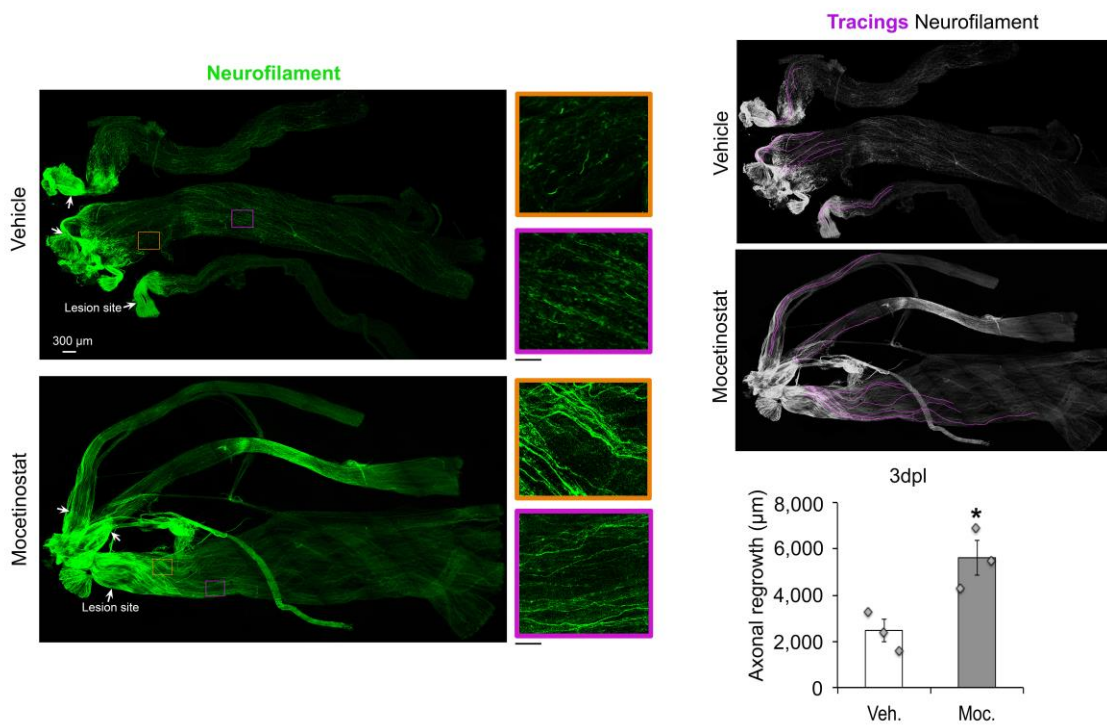 Neurofilament
Vehicle
Lesion site
300 µm
Mocetinostat
Lesion site
Tracings Neurofilament
Vehicle
Mocetinostat
3dpl
Axonal regrowth (µm)
8,000
6,000
4,000
2,000
0
*
Veh.
Moc.